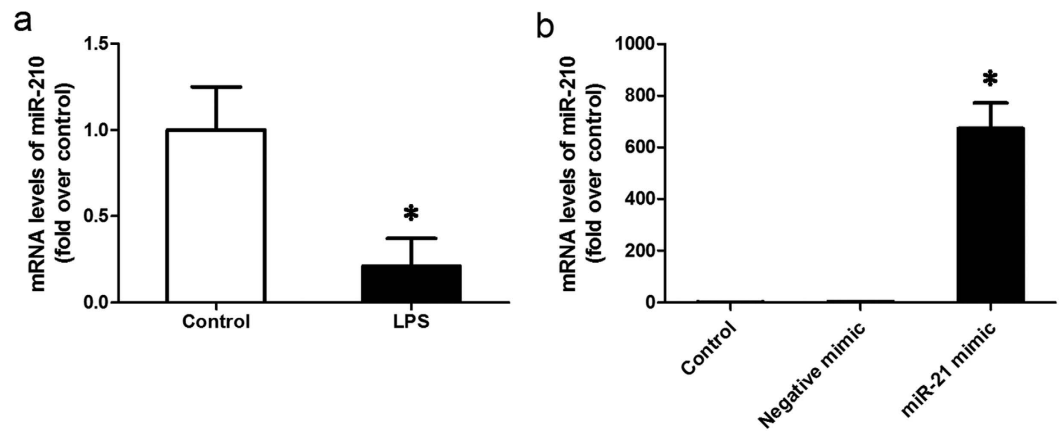 a
mRNA levels of miR-210
(fold over control)
1.5
1.0
0.5
0.0
*
Control
LPS
b
mRNA levels of miR-210
(fold over control)
1000
800
600
400
200
0
*
Control
Negative mimic
miR-21 mimic